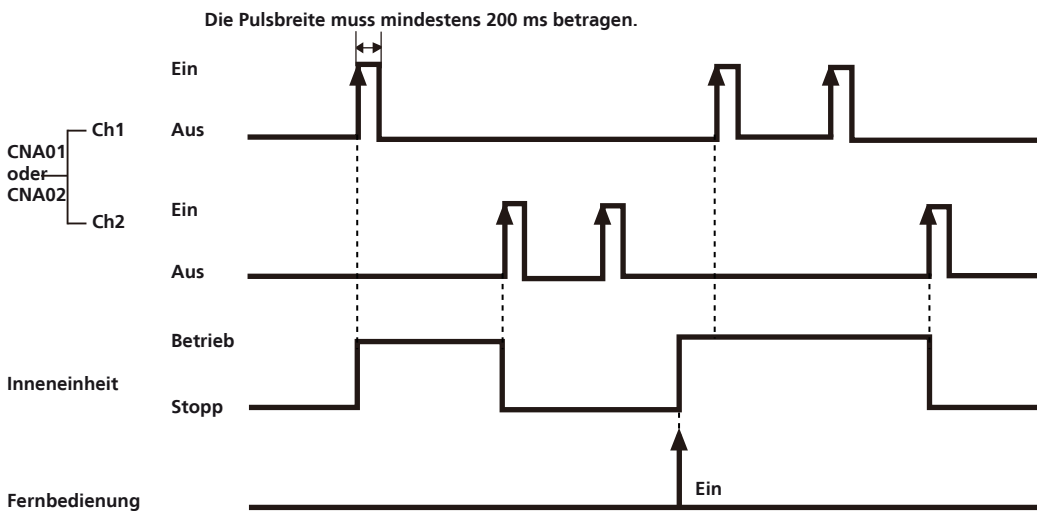 Die Pulsbreite muss mindestens 200 ms betragen.
Ein
Ch1
Aus
CNA01
oder
CNA02
Ein
Ch2
Aus
Betrieb
Inneneinheit
Stopp
Ein
Fernbedienung